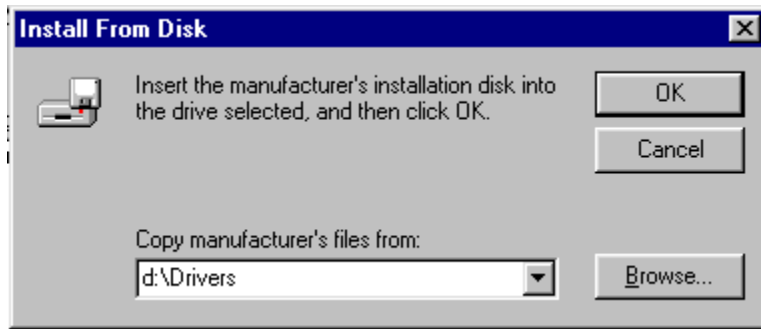 Install From Disk
Insert the manufacturer's installation disk into
the drive selected, and then click OK.
OK
Cancel
Copy manufacturer's files from:
d:\Drivers
Browse...